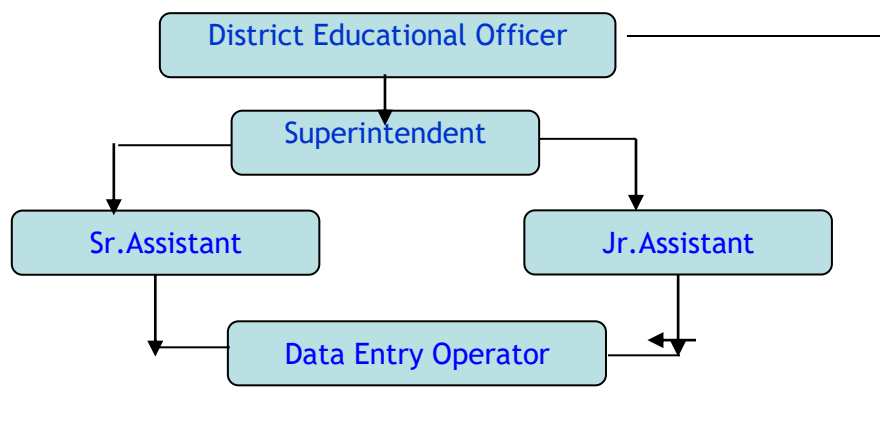 District Educational Officer
Superintendent
Sr.Assistant
Jr.Assistant
Data Entry Operator